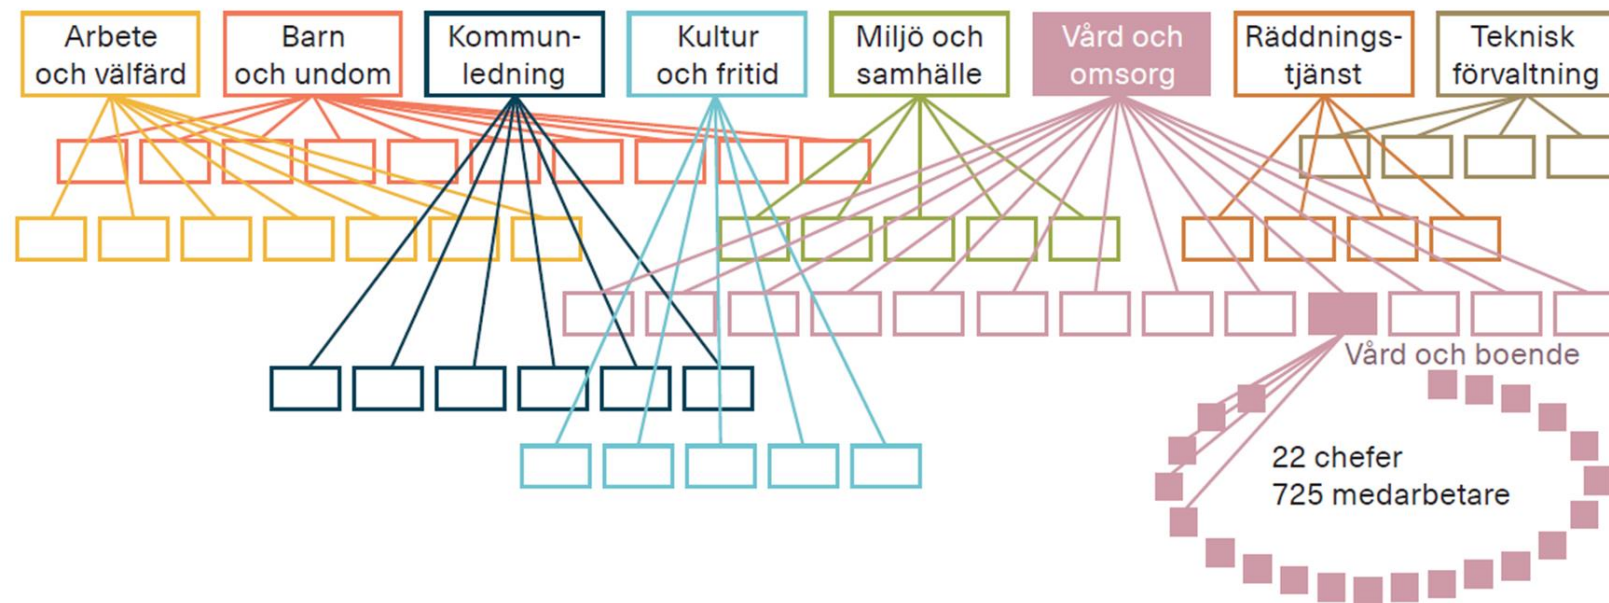 Arbete
och välfärd
Barn
och undom
Kommun-
ledning
Kultur
och fritid
Miljö och
samhälle
Vård och
omsorg
Räddnings-
tjänst
Teknisk
förvaltning
Vård och boende
22 chefer
725 medarbetare